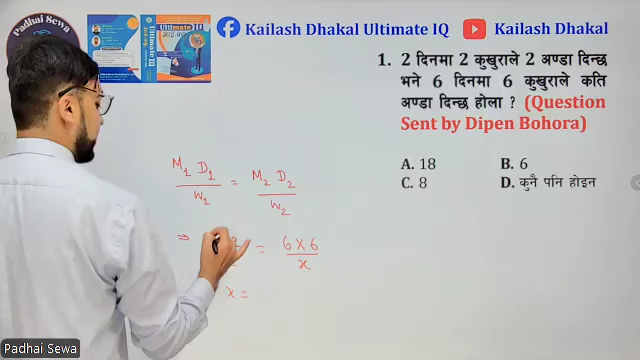 Padhai Sewa
Ultimate IQ
Kailash Dhakal Ultimate IQ
Kailash Dhakal
1. 2 दिनमा 2 कुखुराले 2 अण्डा दिन्छ
भने 6 दिनमा 6 कुखुराले कति
अण्डा दिन्छ होला ? (Question
Sent by Dipen Bohora)
A. 18
B. 6
C. 8
D. कुनै पनि होइन
M₁ D₁ / W₁ = M₂ D₂ / W₂
⇒ = 6 × 6 / x
x =
Padhai Sewa